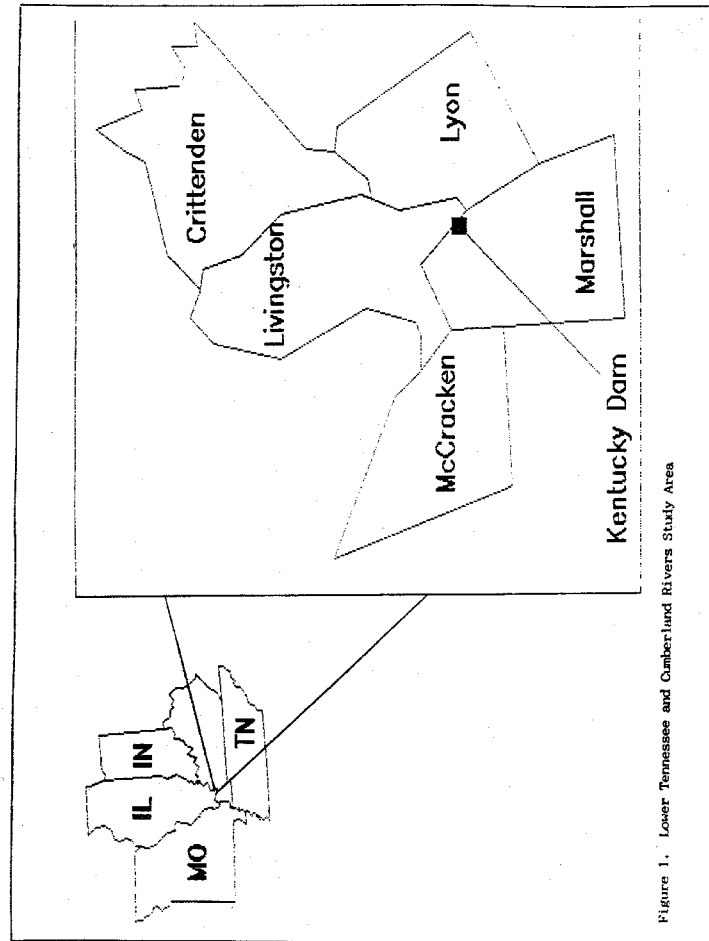 IL
IN
MO
TN
Crittenden
Livingston
Lyon
McCracken
Marshall
Kentucky Dam
Figure 1. Lower Tennessee and Cumberland Rivers Study Area